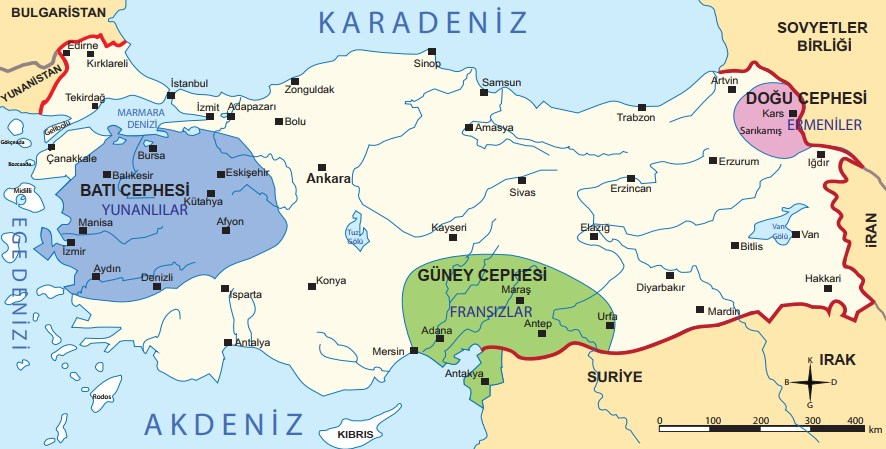 BULGARİSTAN
KARADENİZ
SOVYETLER
BİRLİĞİ
Edirne
Kırklareli
YUNANİSTAN
Tekirdağ
İstanbul
Zonguldak
Sinop
Samsun
Artvin
DOĞU CEPHESİ
Kars
ERMENİLER
Sarıkamış
MARMARA
DENİZİ
İzmit
Adapazarı
Bolu
Amasya
Trabzon
Gelibolu
Gökçeada
Bozcaada
Çanakkale
Bursa
Erzurum
Iğdır
Balıkesir
Eskişehir
Ankara
Midilli
BATI CEPHESİ
Kütahya
YUNANLILAR
Sivas
Erzincan
Manisa
Afyon
Tuz
Gölü
Kayseri
Elazığ
Van
Gölü
Van
Bitlis
İRAN
EGE DENİZİ
İzmir
Aydın
Denizli
Isparta
Konya
GÜNEY CEPHESİ
Maraş
Diyarbakır
Hakkari
FRANSIZLAR
Adana
Antep
Urfa
Mardin
Antalya
Mersin
Antakya
SURİYE
IRAK
K
B
D
G
Rodos
AKDENİZ
KIBRIS
0 100 200 300 400
km